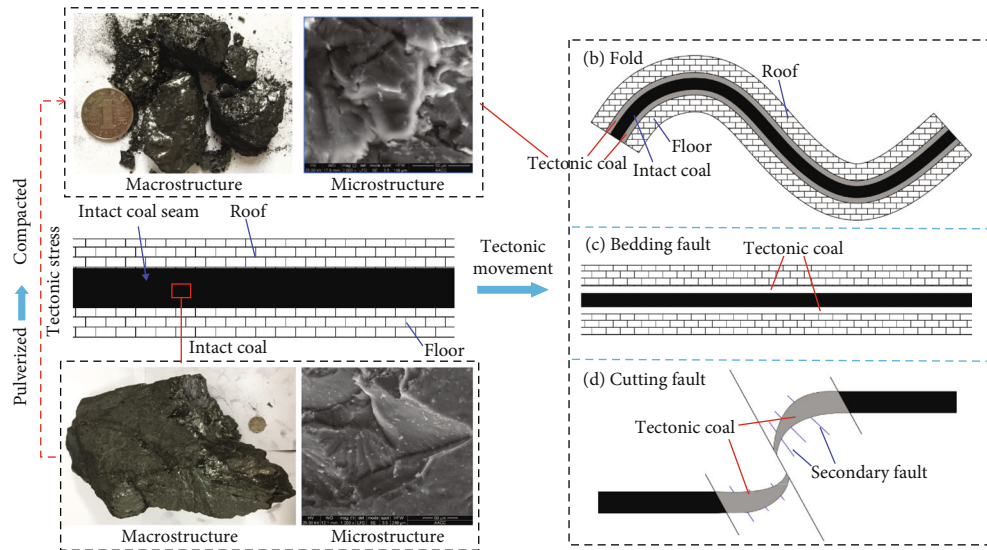 Macrostructure
Microstructure
Pulverized
Compacted
Tectonic stress
Intact coal seam
Roof
Intact coal
Floor
Macrostructure
Microstructure
Tectonic
movement
(b) Fold
Roof
Floor
Tectonic coal
Intact coal
(c) Bedding fault
Tectonic coal
(d) Cutting fault
Tectonic coal
Secondary fault